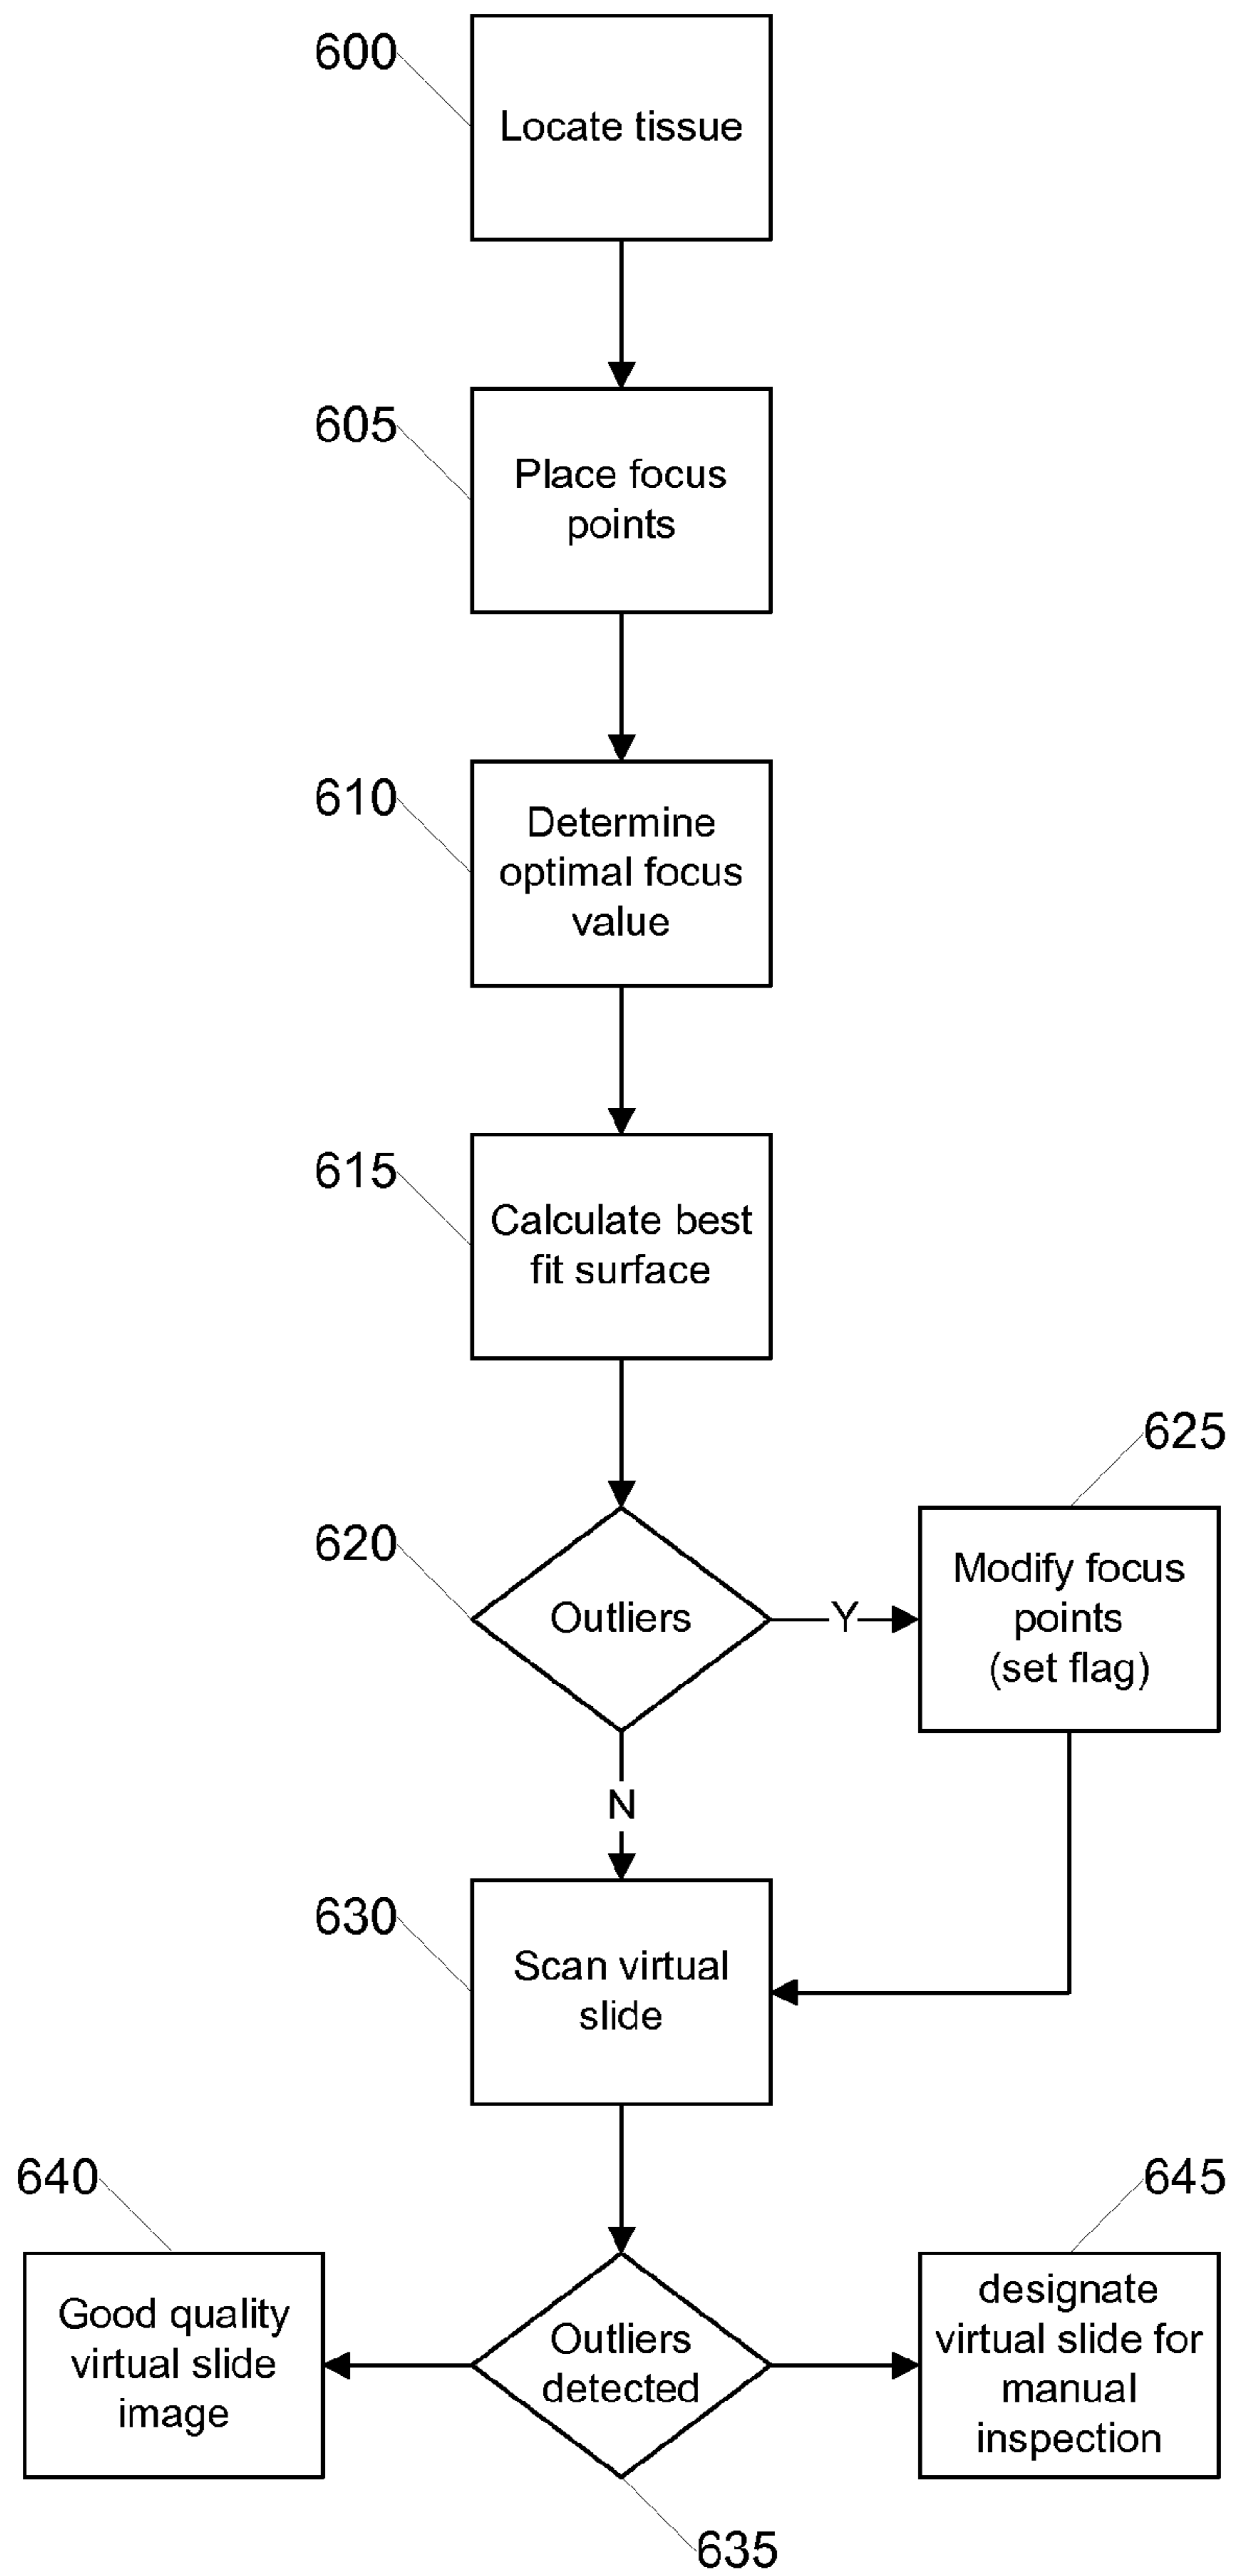 600
Locate tissue
605
Place focus
points
610
Determine
optimal focus
value
615
Calculate best
fit surface
625
620
Outliers
Y
Modify focus
points
(set flag)
N
630
Scan virtual
slide
640
645
Good quality
virtual slide
image
Outliers
detected
designate
virtual slide for
manual
inspection
635